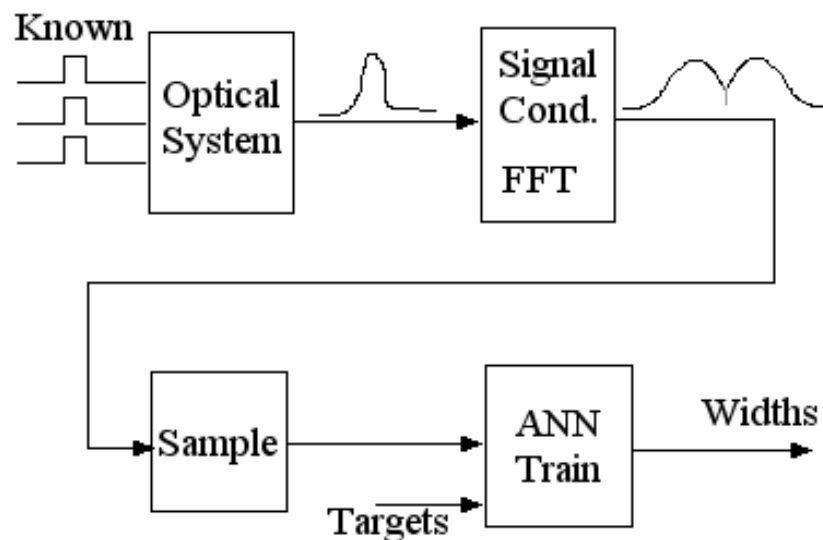 Known
Optical
System
Signal
Cond.
FFT
Sample
ANN
Train
Widths
Targets